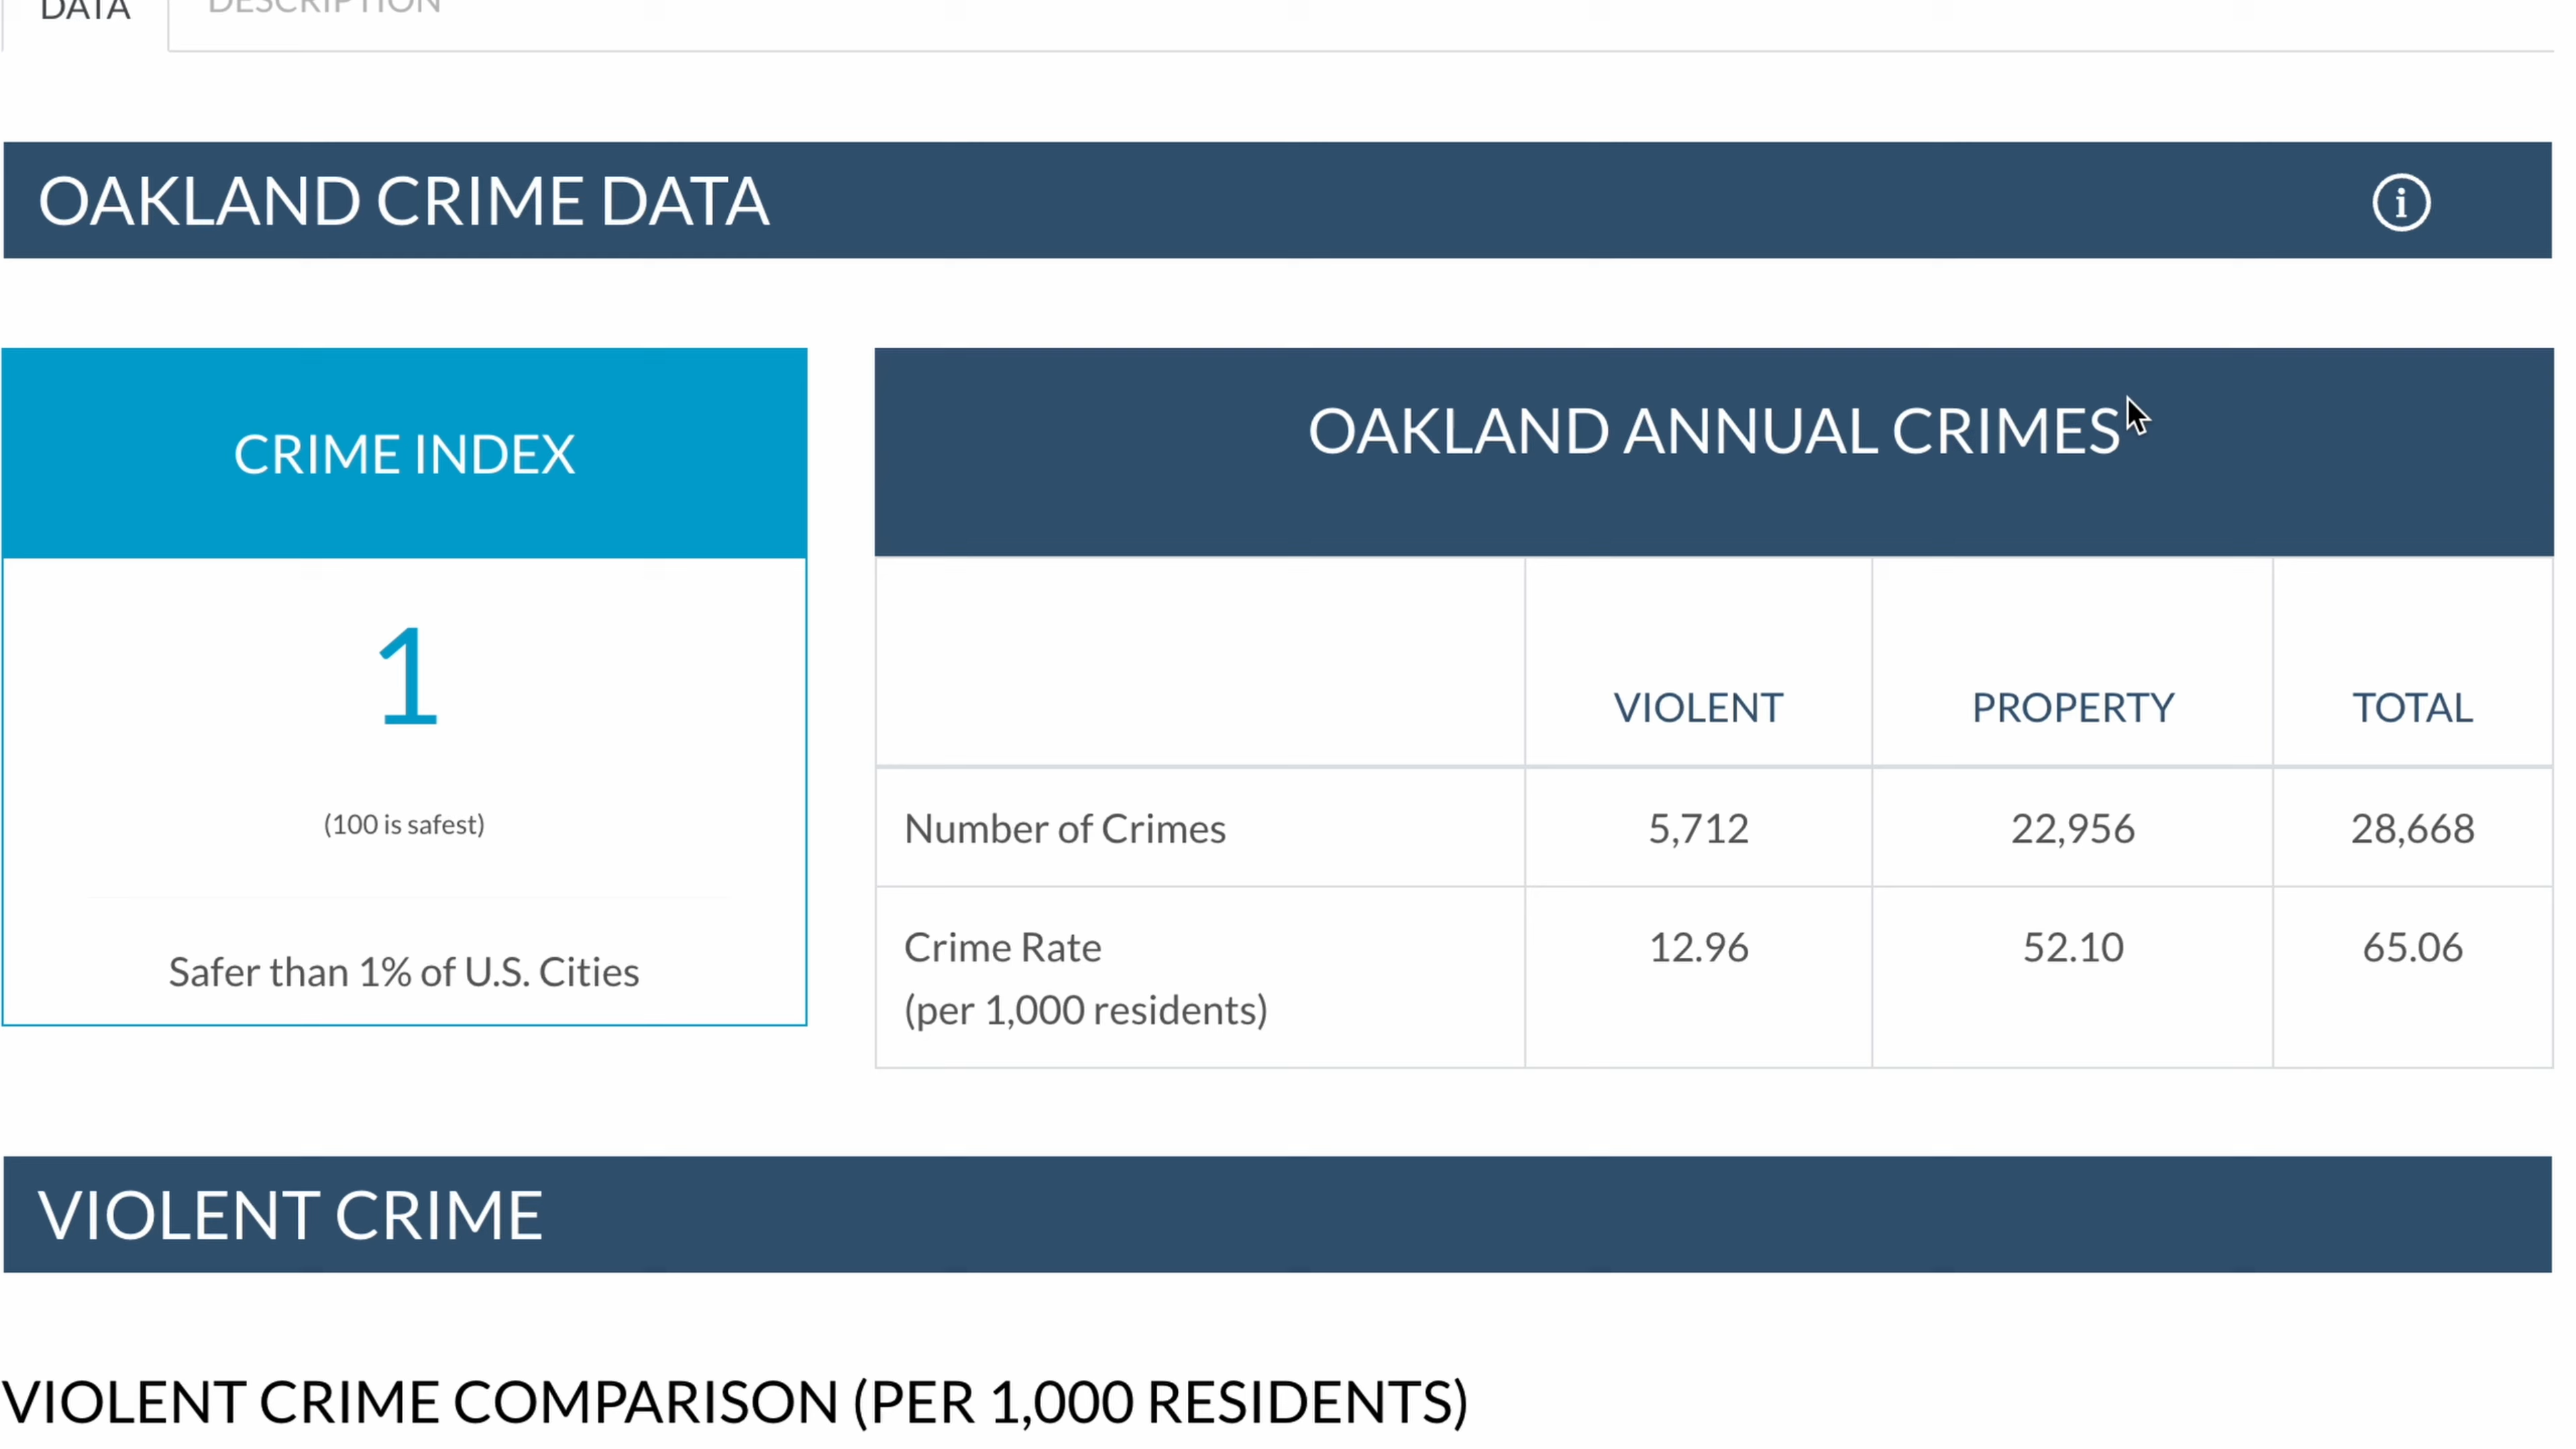 DATA
DESCRIPTION
OAKLAND CRIME DATA
i
CRIME INDEX
1
(100 is safest)
Safer than 1% of U.S. Cities
OAKLAND ANNUAL CRIMES
VIOLENT PROPERTY TOTAL
Number of Crimes 5,712 22,956 28,668
Crime Rate 12.96 52.10 65.06
(per 1,000 residents)
VIOLENT CRIME
VIOLENT CRIME COMPARISON (PER 1,000 RESIDENTS)